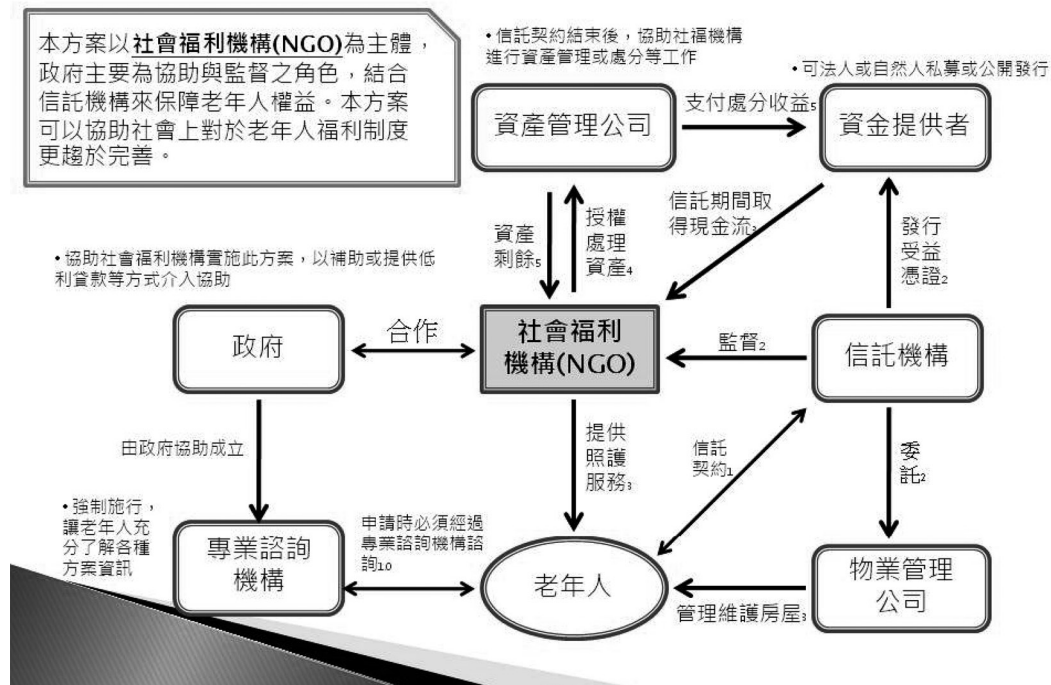 本方案以社會福利機構(NGO)為主體，
政府主要為協助與監督之角色，結合
信託機構來保障老年人權益。本方案
可以協助社會上對於老年人福利制度
更趨於完善。
•信託契約結束後，協助社福機構
進行資產管理或處分等工作
•可法人或自然人私募或公開發行
資產管理公司
支付處分收益5
資金提供者
資產
剩餘5
授權
處理
資產4
信託期間取
得現金流3
發行
受益
憑證2
•協助社會福利機構實施此方案，以補助或提供低
利貸款等方式介入協助
政府
合作
社會福利
機構(NGO)
監督2
信託機構
由政府協助成立
提供
照護
服務3
信託
契約1
委
託2
•強制施行，
讓老年人充
分了解各種
方案資訊
專業諮詢
機構
申請時必須經過
專業諮詢機構諮
詢1.0
老年人
管理維護房屋3
物業管理
公司